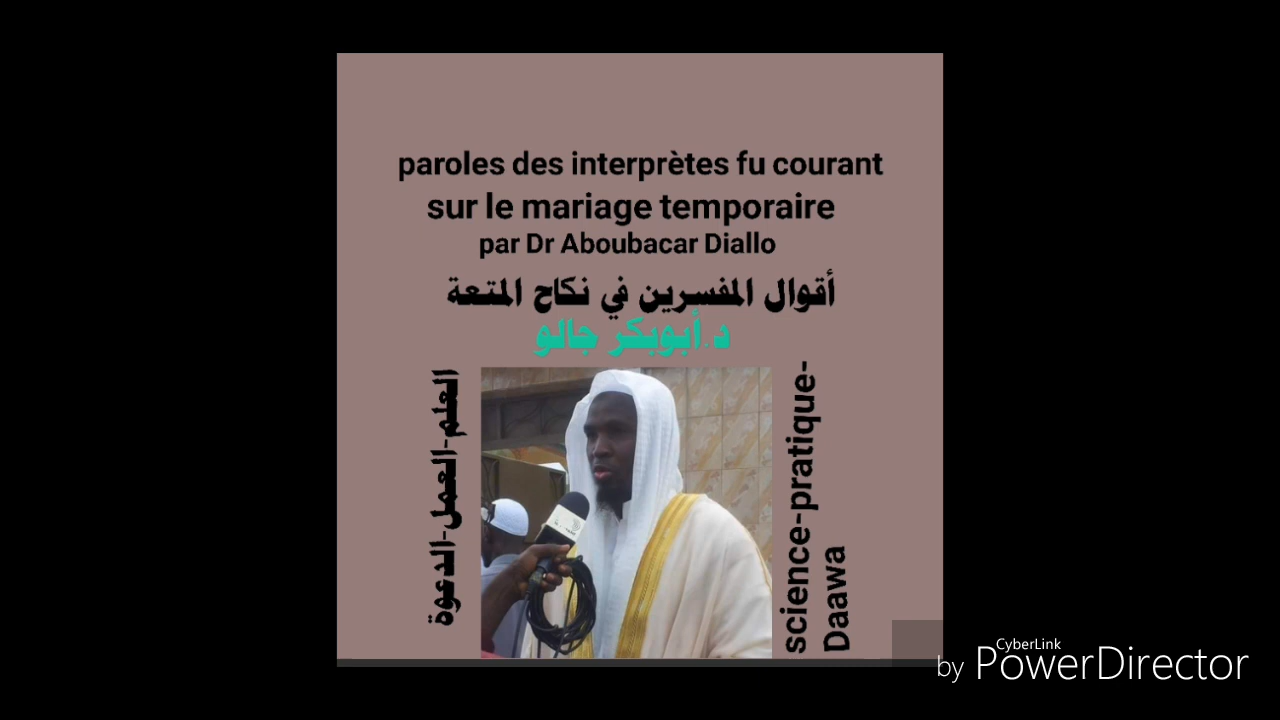 paroles des interprètes fu courant
sur le mariage temporaire
par Dr Aboubacar Diallo
أقوال المفسرين في نكاح المتعة
د.أبوبكر جالو
العلم-العمل-الدعوة
science-pratique-
Daawa
CyberLink
by PowerDirector